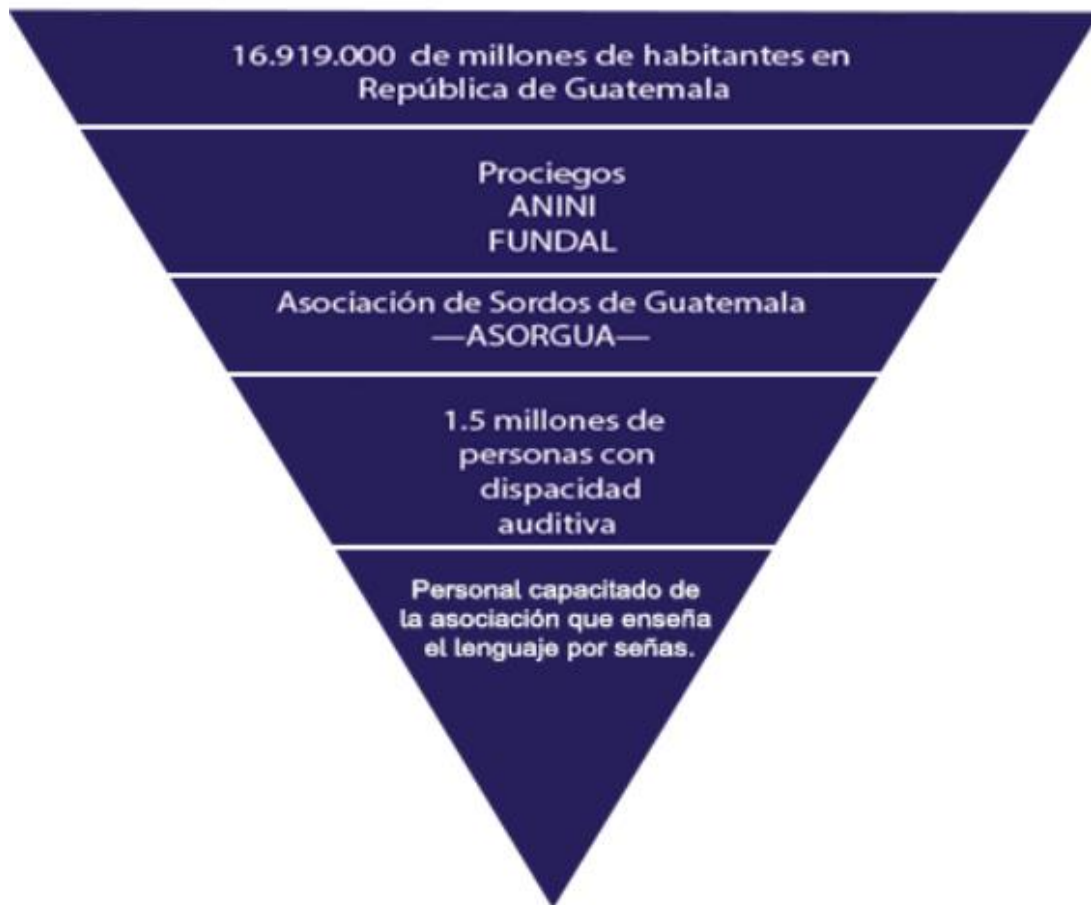 16.919.000 de millones de habitantes en
República de Guatemala
Prociegos
ANINI
FUNDAL
Asociación de Sordos de Guatemala
—ASORGUA—
1.5 millones de
personas con
dispacidad
auditiva
Personal capacitado de
la asociación que enseña
el lenguaje por señas.